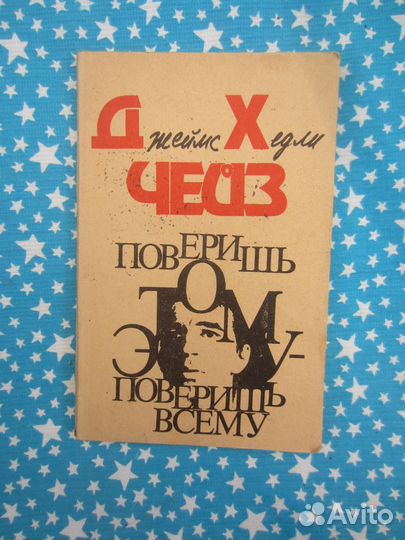 Джеймс Хедли
ЧЕЙЗ
ПОВЕРИШЬ
ЭТОМУ-
ПОВЕРИШЬ
ВСЕМУ
Avito